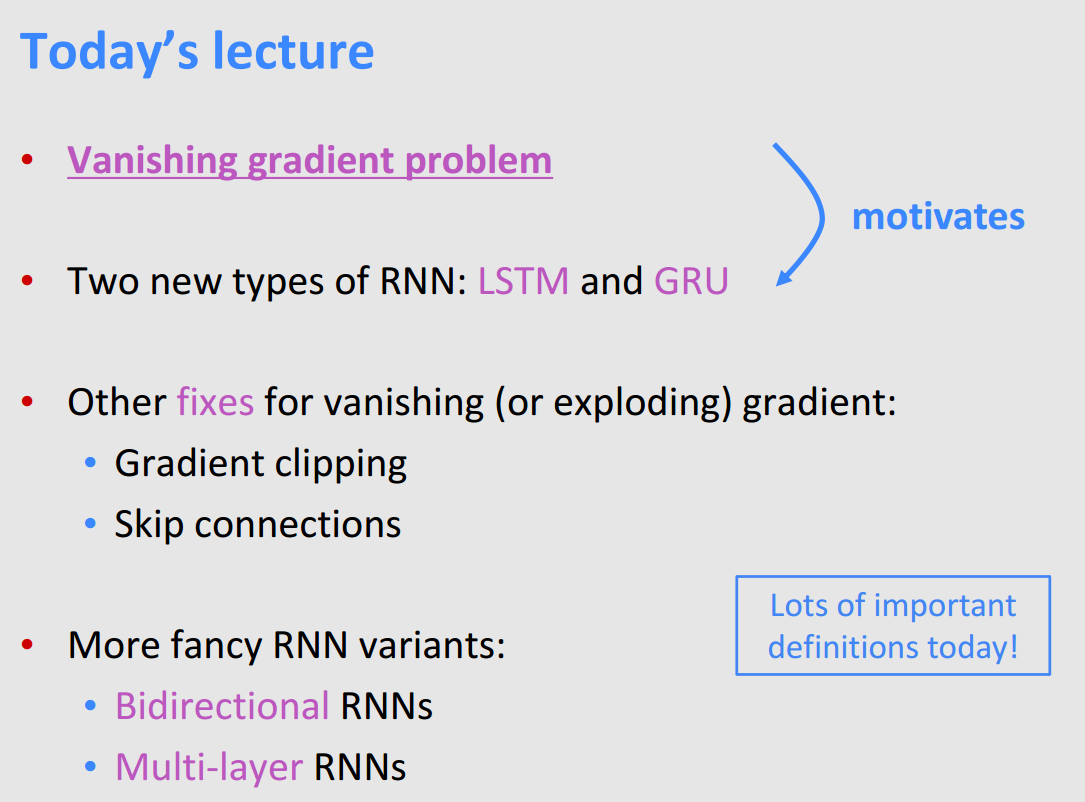 Today’s lecture
• Vanishing gradient problem
motivates
• Two new types of RNN: LSTM and GRU
• Other fixes for vanishing (or exploding) gradient:
• Gradient clipping
• Skip connections
Lots of important
definitions today!
• More fancy RNN variants:
• Bidirectional RNNs
• Multi-layer RNNs